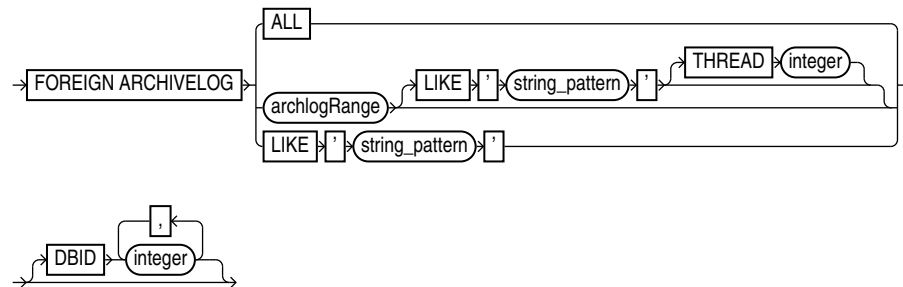 ALL
FOREIGN ARCHIVELOG
archlogRange
LIKE ' string_pattern '
THREAD integer
LIKE ' string_pattern '
,
DBID integer